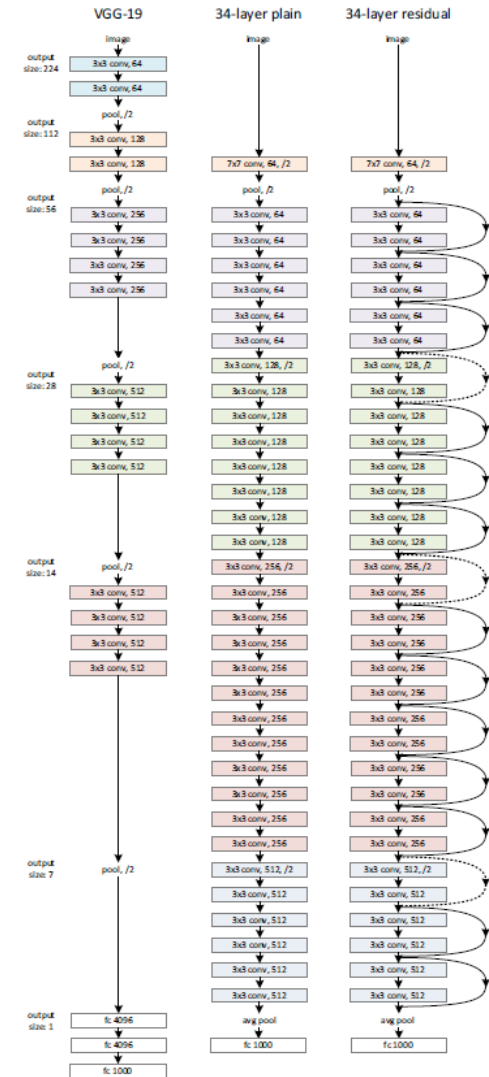 VGG-19 34-layer plain 34-layer residual
image image image
output
size: 224
3x3 conv, 64
3x3 conv, 64
pool, /2
output
size: 112
3x3 conv, 128
3x3 conv, 128 7x7 conv, 64, /2 7x7 conv, 64, /2
pool, /2 pool, /2 pool, /2
output
size: 56
3x3 conv, 256 3x3 conv, 64 3x3 conv, 64
3x3 conv, 256 3x3 conv, 64 3x3 conv, 64
3x3 conv, 256 3x3 conv, 64 3x3 conv, 64
3x3 conv, 256 3x3 conv, 64 3x3 conv, 64
3x3 conv, 64 3x3 conv, 64
3x3 conv, 64 3x3 conv, 64
pool, /2 3x3 conv, 128, /2 3x3 conv, 128, /2
output
size: 28
3x3 conv, 512 3x3 conv, 128 3x3 conv, 128
3x3 conv, 512 3x3 conv, 128 3x3 conv, 128
3x3 conv, 512 3x3 conv, 128 3x3 conv, 128
3x3 conv, 512 3x3 conv, 128 3x3 conv, 128
3x3 conv, 128 3x3 conv, 128
3x3 conv, 128 3x3 conv, 128
3x3 conv, 128 3x3 conv, 128
output
size: 14
pool, /2 3x3 conv, 256, /2 3x3 conv, 256, /2
3x3 conv, 512 3x3 conv, 256 3x3 conv, 256
3x3 conv, 512 3x3 conv, 256 3x3 conv, 256
3x3 conv, 512 3x3 conv, 256 3x3 conv, 256
3x3 conv, 512 3x3 conv, 256 3x3 conv, 256
3x3 conv, 256 3x3 conv, 256
3x3 conv, 256 3x3 conv, 256
3x3 conv, 256 3x3 conv, 256
3x3 conv, 256 3x3 conv, 256
3x3 conv, 256 3x3 conv, 256
3x3 conv, 256 3x3 conv, 256
3x3 conv, 256 3x3 conv, 256
output
size: 7
pool, /2 3x3 conv, 512, /2 3x3 conv, 512, /2
3x3 conv, 512 3x3 conv, 512
3x3 conv, 512 3x3 conv, 512
3x3 conv, 512 3x3 conv, 512
3x3 conv, 512 3x3 conv, 512
3x3 conv, 512 3x3 conv, 512
output
size: 1
fc 4096 avg pool avg pool
fc 4096 fc 1000 fc 1000
fc 1000